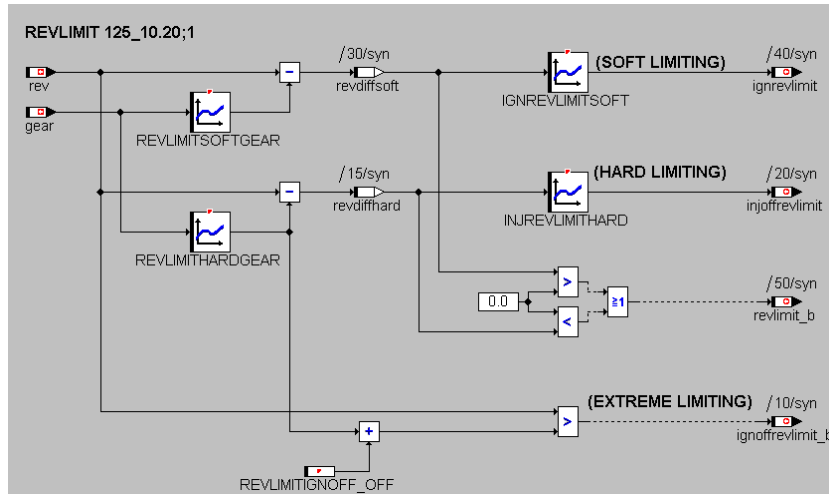 REVLIMIT 125_10.20;1
/30/syn
(SOFT LIMITING)
/40/syn
rev
revdiffsoft
IGNREVLIMITSOFT
ignrevlimit
gear
REVLIMITSOFTGEAR
/15/syn
(HARD LIMITING)
/20/syn
revdiffhard
INJREVLIMITHARD
injoffrevlimit
REVLIMITHARDGEAR
/50/syn
0.0
>
<
≧1
revlimit_b
(EXTREME LIMITING)
/10/syn
>
+
ignoffrevlimit_b
REVLIMITIGNOFF_OFF